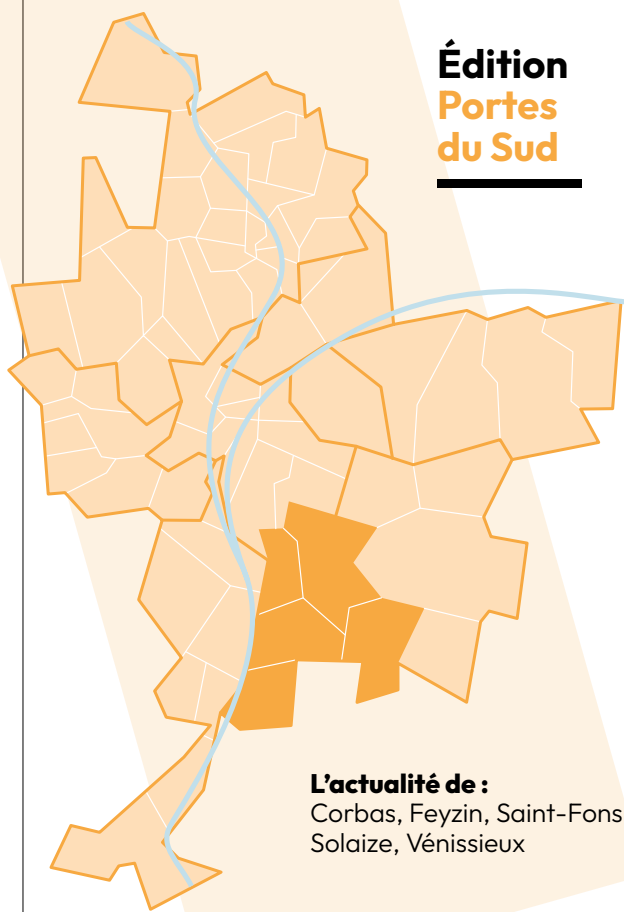 Édition
Portes
du Sud
L'actualité de :
Corbas, Feyzin, Saint-Fons
Solaize, Vénissieux